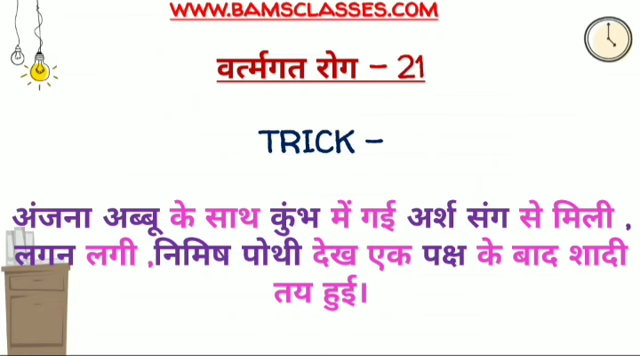 WWW.BAMSCLASSES.COM
वर्त्मगत रोग - 21
TRICK -
अंजना अब्बू के साथ कुंभ में गई अर्श संग से मिली ,
लगन लगी ,निमिष पोथी देख एक पक्ष के बाद शादी
तय हुई।